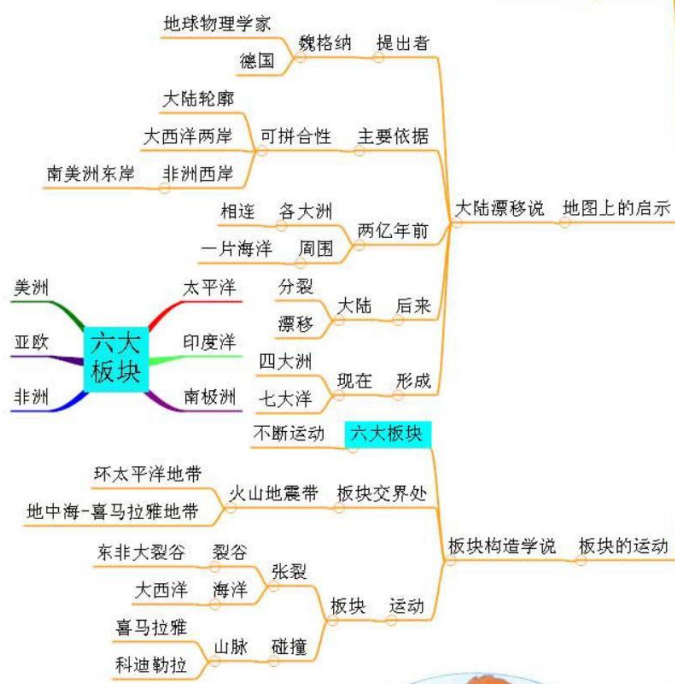 地球物理学家
德国
魏格纳
提出者
大陆轮廓
大西洋两岸
南美洲东岸
非洲西岸
可拼合性
主要依据
相连
各大洲
一片海洋
周围
两亿年前
大陆漂移说
地图上的启示
分裂
漂移
大陆
后来
四大洲
七大洋
现在
形成
美洲
亚欧
非洲
六大
板块
太平洋
印度洋
南极洲
不断运动
六大板块
环太平洋地带
地中海-喜马拉雅地带
火山地震带
板块交界处
东非大裂谷
裂谷
大西洋
海洋
张裂
喜马拉雅
科迪勒拉
山脉
碰撞
板块
运动
板块构造学说
板块的运动